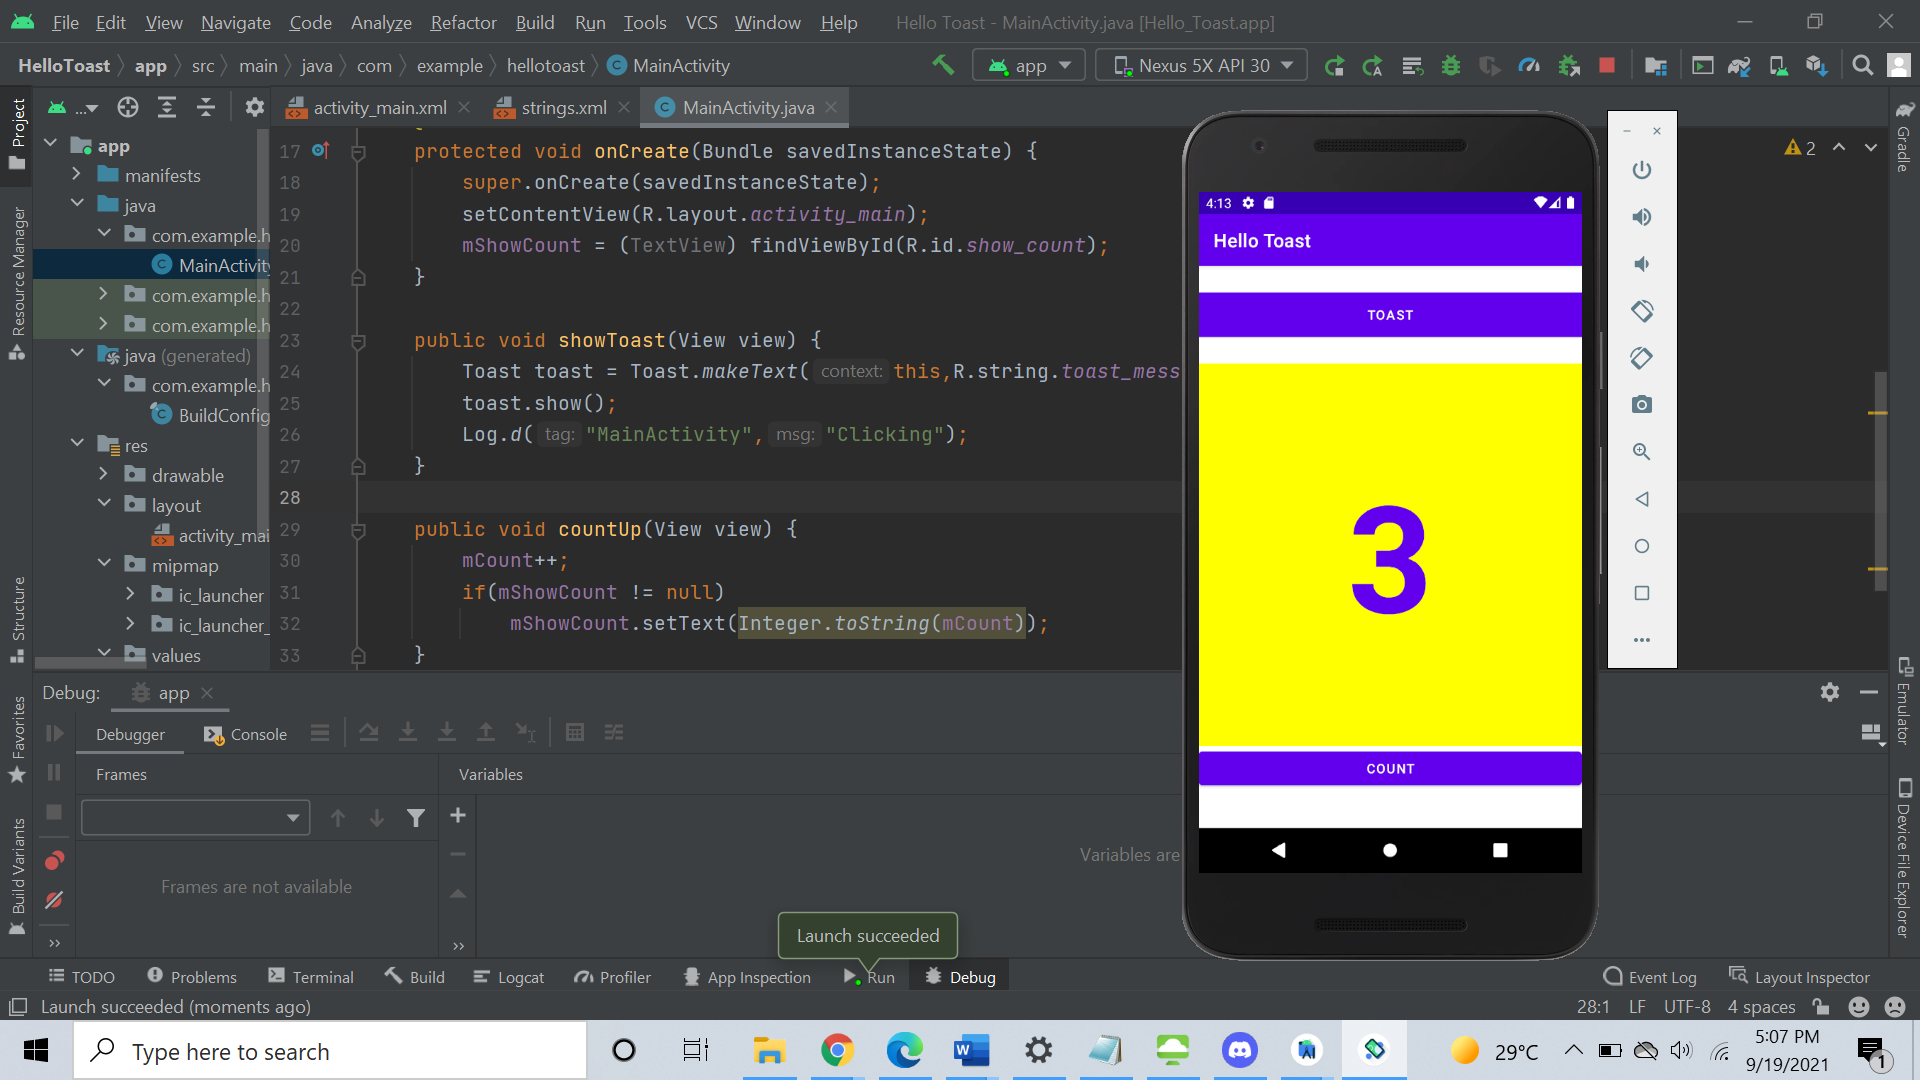 File Edit View Navigate Code Analyze Refactor Build Run Tools VCS Window Help Hello Toast - MainActivity.java [Hello_Toast.app]
HelloToast app src main java com example hellotoast MainActivity
app
Nexus 5X API 30
Project
Resource Manager
Structure
Favorites
Build Variants
...
app
manifests
java
com.example.h
MainActivity
com.example.h
com.example.h
java (generated)
com.example.h
BuildConfig
res
drawable
layout
activity_mai
mipmap
ic_launcher
ic_launcher_
values
activity_main.xml strings.xml MainActivity.java
2
17 protected void onCreate(Bundle savedInstanceState) {
18 super.onCreate(savedInstanceState);
19 setContentView(R.layout.activity_main);
20 mShowCount = (TextView) findViewById(R.id.show_count);
21 }
22
23 public void showToast(View view) {
24 Toast toast = Toast.makeText( context: this,R.string.toast_mess
25 toast.show();
26 Log.d( tag: "MainActivity", msg: "Clicking");
27 }
28
29 public void countUp(View view) {
30 mCount++;
31 if(mShowCount != null)
32 mShowCount.setText(Integer.toString(mCount));
33 }
4:13
Hello Toast
TOAST
3
COUNT
Gradle
Emulator
Device File Explorer
Debug: app
Debugger Console
Frames Variables
Frames are not available
Variables are
Launch succeeded
TODO Problems Terminal Build Logcat Profiler App Inspection Run Debug Event Log Layout Inspector
Launch succeeded (moments ago) 28:1 LF UTF-8 4 spaces
Type here to search
29°C
5:07 PM
9/19/2021
1